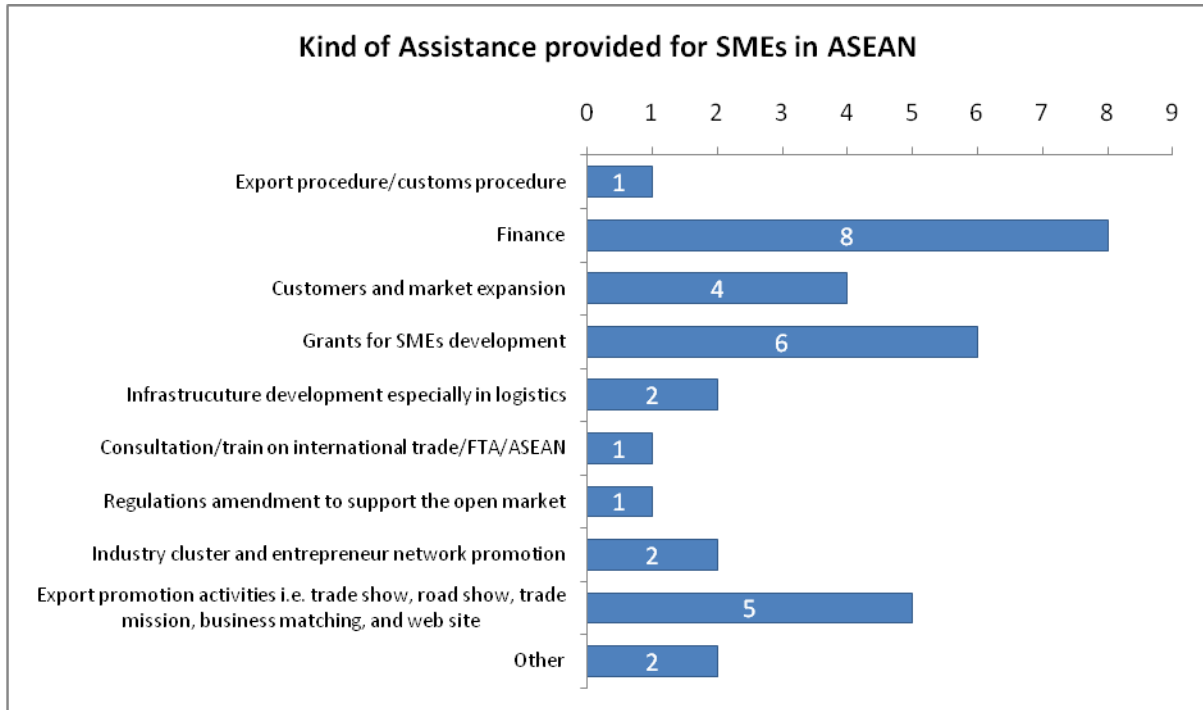 Kind of Assistance provided for SMEs in ASEAN
0 1 2 3 4 5 6 7 8 9
Export procedure/customs procedure 1
Finance 8
Customers and market expansion 4
Grants for SMEs development 6
Infrastrucuture development especially in logistics 2
Consultation/train on international trade/FTA/ASEAN 1
Regulations amendment to support the open market 1
Industry cluster and entrepreneur network promotion 2
Export promotion activities i.e. trade show, road show, trade
mission, business matching, and web site 5
Other 2